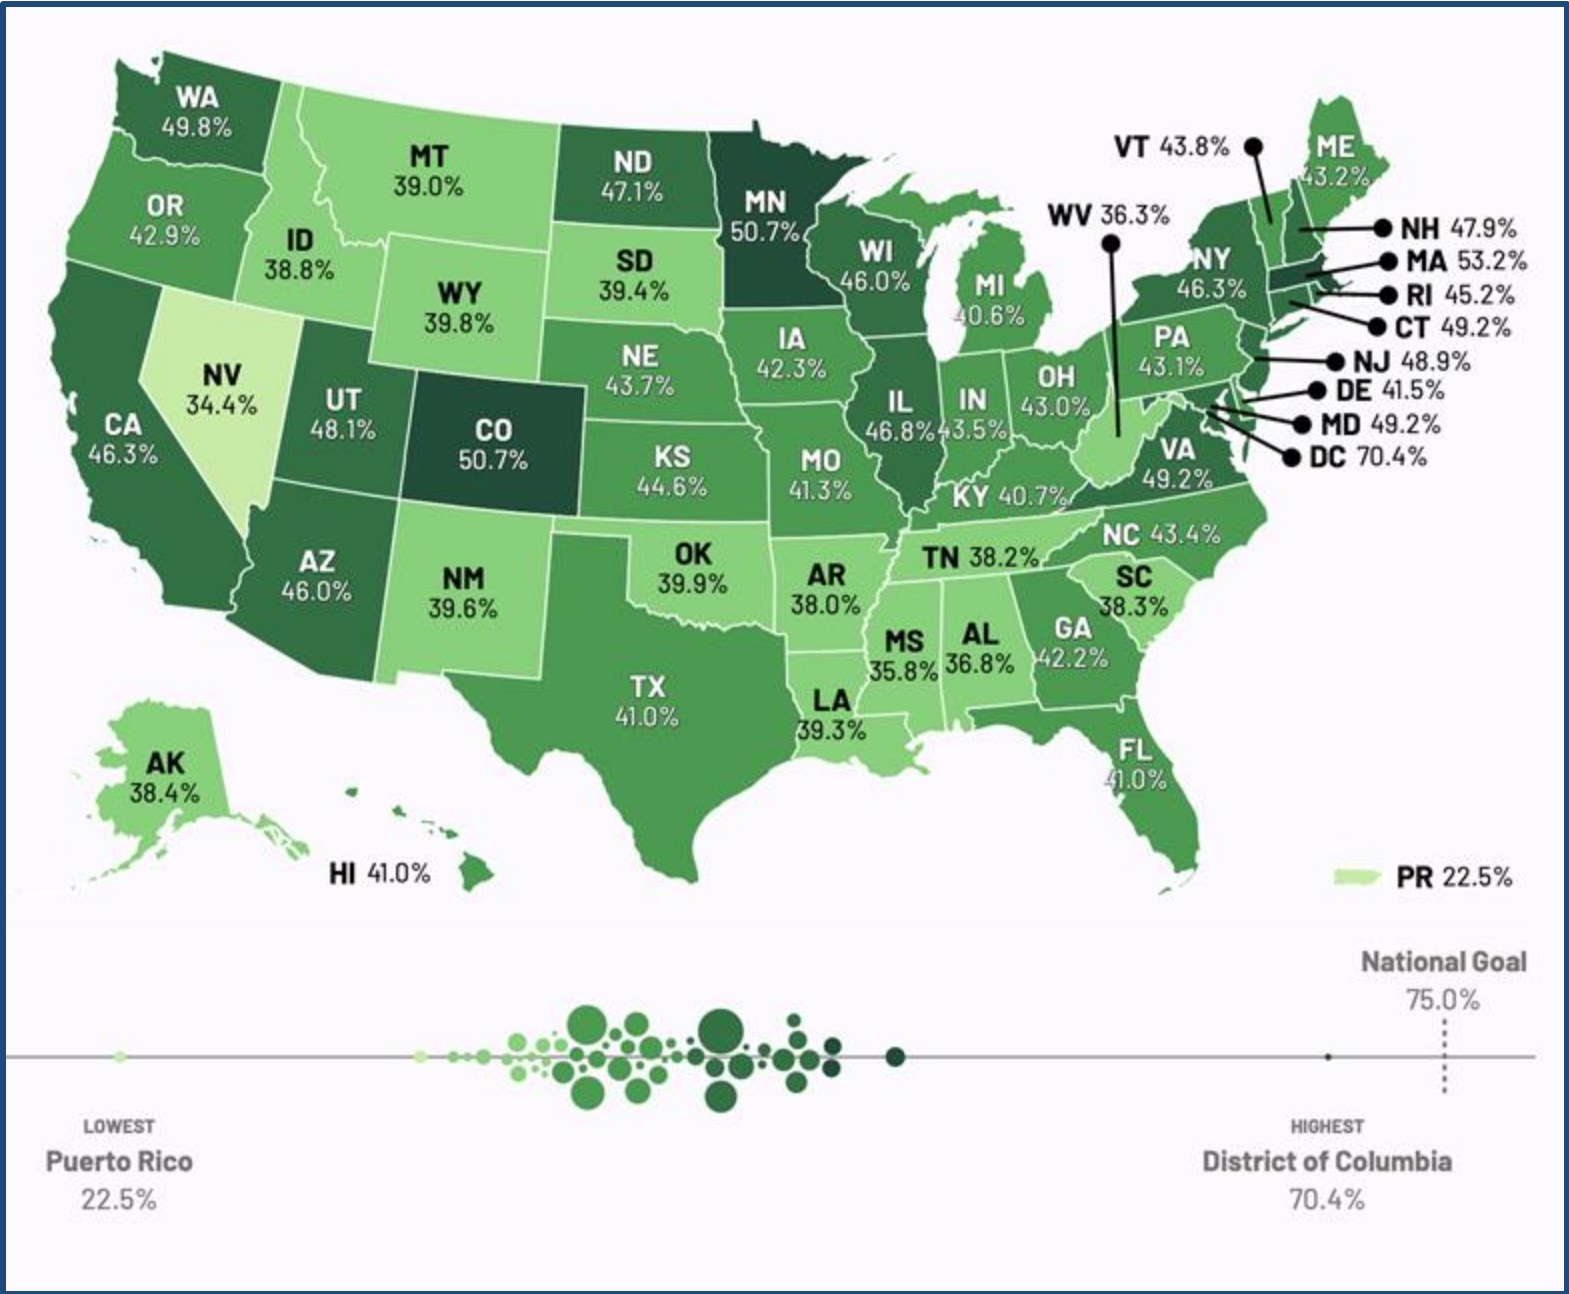 WA
49.8%
OR
42.9%
CA
46.3%
NV
34.4%
ID
38.8%
MT
39.0%
WY
39.8%
UT
48.1%
CO
50.7%
AZ
46.0%
NM
39.6%
ND
47.1%
SD
39.4%
NE
43.7%
KS
44.6%
OK
39.9%
TX
41.0%
MN
50.7%
IA
42.3%
MO
41.3%
AR
38.0%
LA
39.3%
WI
46.0%
IL
46.8%
MI
40.6%
IN
43.5%
OH
43.0%
KY 40.7%
TN 38.2%
MS
35.8%
AL
36.8%
GA
42.2%
FL
41.0%
SC
38.3%
NC 43.4%
VA
49.2%
WV 36.3%
PA
43.1%
NY
46.3%
VT 43.8%
ME
43.2%
NH 47.9%
MA 53.2%
RI 45.2%
CT 49.2%
NJ 48.9%
DE 41.5%
MD 49.2%
DC 70.4%
AK
38.4%
HI 41.0%
PR 22.5%
National Goal
75.0%
LOWEST
Puerto Rico
22.5%
HIGHEST
District of Columbia
70.4%